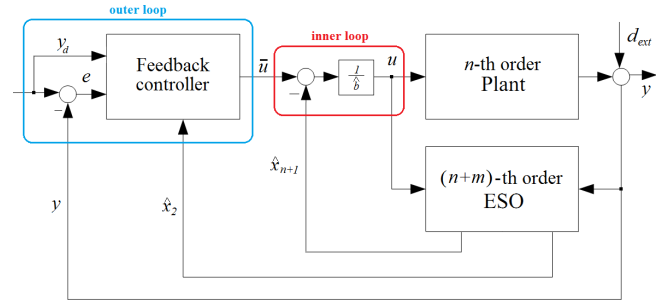 outer loop
inner loop
y_d
e
Feedback
controller
ū
−
−
1/b̂
u
n-th order
Plant
d_ext
y
x̂_{n+1}
(n+m)-th order
ESO
y
x̂_2